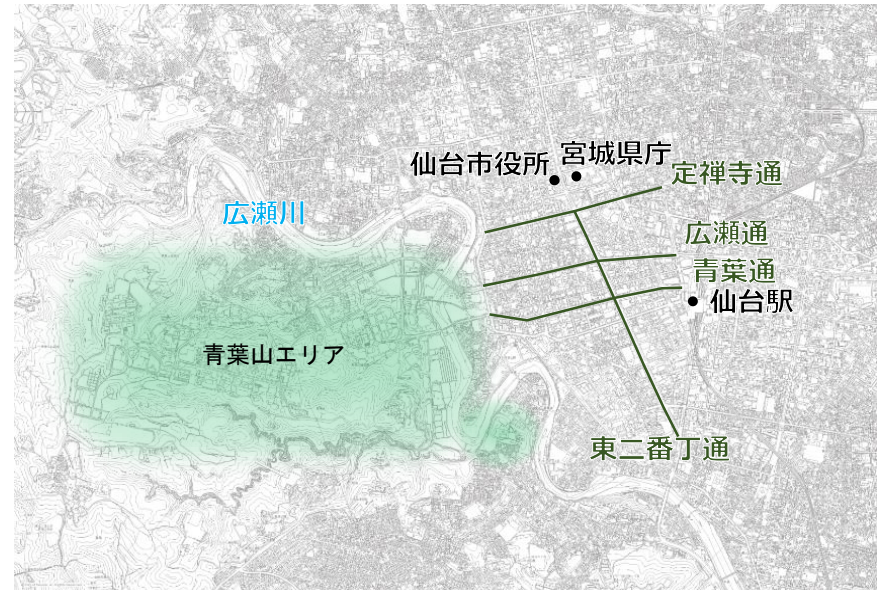 宮城県庁
仙台市役所
定禅寺通
広瀬川
広瀬通
青葉通
仙台駅
青葉山エリア
東二番丁通